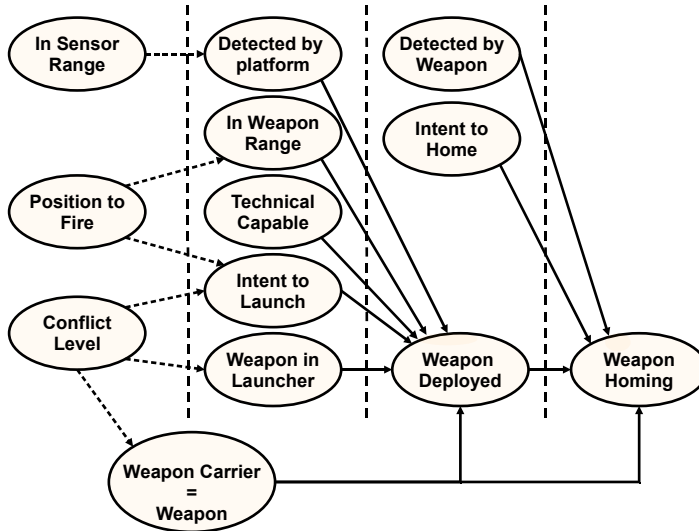 In Sensor
Range
Detected by
platform
Detected by
Weapon
In Weapon
Range
Intent to
Home
Position to
Fire
Technical
Capable
Intent to
Launch
Conflict
Level
Weapon in
Launcher
Weapon
Deployed
Weapon
Homing
Weapon Carrier
=
Weapon